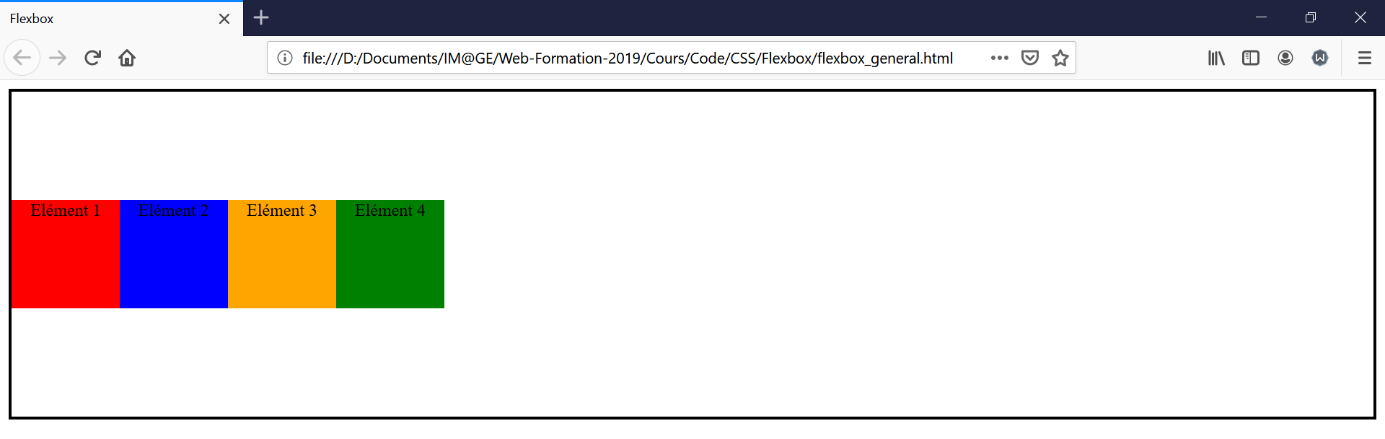 Flexbox
file:///D:/Documents/IM@GE/Web-Formation-2019/Cours/Code/CSS/Flexbox/flexbox_general.html
Elément 1 Elément 2 Elément 3 Elément 4